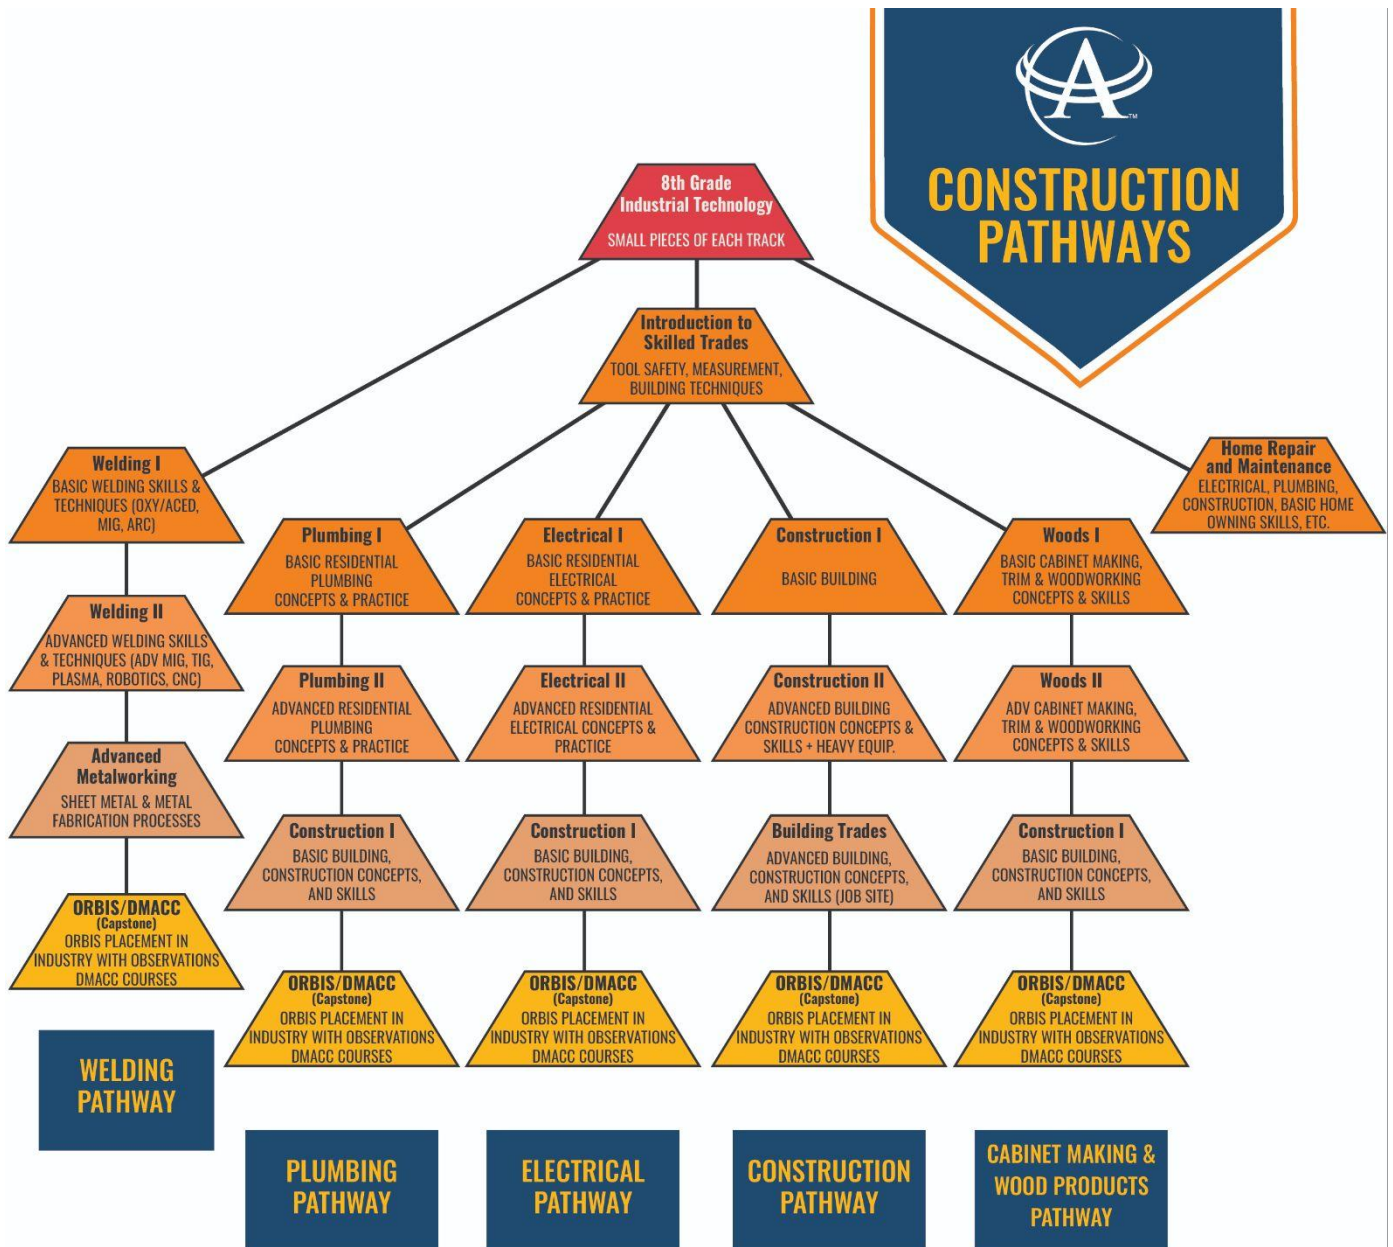 A
TM
CONSTRUCTION
PATHWAYS
8th Grade
Industrial Technology
SMALL PIECES OF EACH TRACK
Introduction to
Skilled Trades
TOOL SAFETY, MEASUREMENT,
BUILDING TECHNIQUES
Welding I
BASIC WELDING SKILLS &
TECHNIQUES (OXY/ACED,
MIG, ARC)
Welding II
ADVANCED WELDING SKILLS
& TECHNIQUES (ADV MIG, TIG,
PLASMA, ROBOTICS, CNC)
Advanced
Metalworking
SHEET METAL & METAL
FABRICATION PROCESSES
ORBIS/DMACC
(Capstone)
ORBIS PLACEMENT IN
INDUSTRY WITH OBSERVATIONS
DMACC COURSES
WELDING
PATHWAY
Plumbing I
BASIC RESIDENTIAL
PLUMBING
CONCEPTS & PRACTICE
Plumbing II
ADVANCED RESIDENTIAL
PLUMBING
CONCEPTS & PRACTICE
Construction I
BASIC BUILDING,
CONSTRUCTION CONCEPTS,
AND SKILLS
ORBIS/DMACC
(Capstone)
ORBIS PLACEMENT IN
INDUSTRY WITH OBSERVATIONS
DMACC COURSES
PLUMBING
PATHWAY
Electrical I
BASIC RESIDENTIAL
ELECTRICAL
CONCEPTS & PRACTICE
Electrical II
ADVANCED RESIDENTIAL
ELECTRICAL CONCEPTS &
PRACTICE
Construction I
BASIC BUILDING,
CONSTRUCTION CONCEPTS,
AND SKILLS
ORBIS/DMACC
(Capstone)
ORBIS PLACEMENT IN
INDUSTRY WITH OBSERVATIONS
DMACC COURSES
ELECTRICAL
PATHWAY
Construction I
BASIC BUILDING
Construction II
ADVANCED BUILDING
CONSTRUCTION CONCEPTS &
SKILLS + HEAVY EQUIP.
Building Trades
ADVANCED BUILDING,
CONSTRUCTION CONCEPTS,
AND SKILLS (JOB SITE)
ORBIS/DMACC
(Capstone)
ORBIS PLACEMENT IN
INDUSTRY WITH OBSERVATIONS
DMACC COURSES
CONSTRUCTION
PATHWAY
Woods I
BASIC CABINET MAKING,
TRIM & WOODWORKING
CONCEPTS & SKILLS
Woods II
ADV CABINET MAKING,
TRIM & WOODWORKING
CONCEPTS & SKILLS
Construction I
BASIC BUILDING,
CONSTRUCTION CONCEPTS,
AND SKILLS
ORBIS/DMACC
(Capstone)
ORBIS PLACEMENT IN
INDUSTRY WITH OBSERVATIONS
DMACC COURSES
CABINET MAKING &
WOOD PRODUCTS
PATHWAY
Home Repair
and Maintenance
ELECTRICAL, PLUMBING,
CONSTRUCTION, BASIC HOME
OWNING SKILLS, ETC.